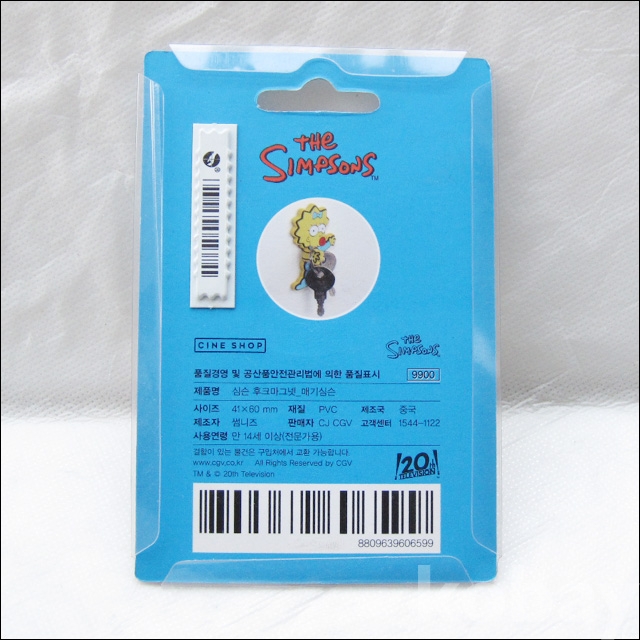 THE
SIMPSONS™
CINE SHOP
THE
SIMPSONS
품질경영 및 공산품안전관리법에 의한 품질표시 9900
제품명 심슨 후크마그넷_매기심슨
사이즈 41×60 mm 재질 PVC 제조국 중국
제조자 썸니즈 판매자 CJ CGV 고객센터 1544-1122
사용연령 만 14세 이상(전문가용)
결함이 있는 물건은 구입처에서 교환 가능합니다.
www.cgv.co.kr All Rights Reserved by CGV
TM & © 20th Television
20th
TELEVISION
8809639606599